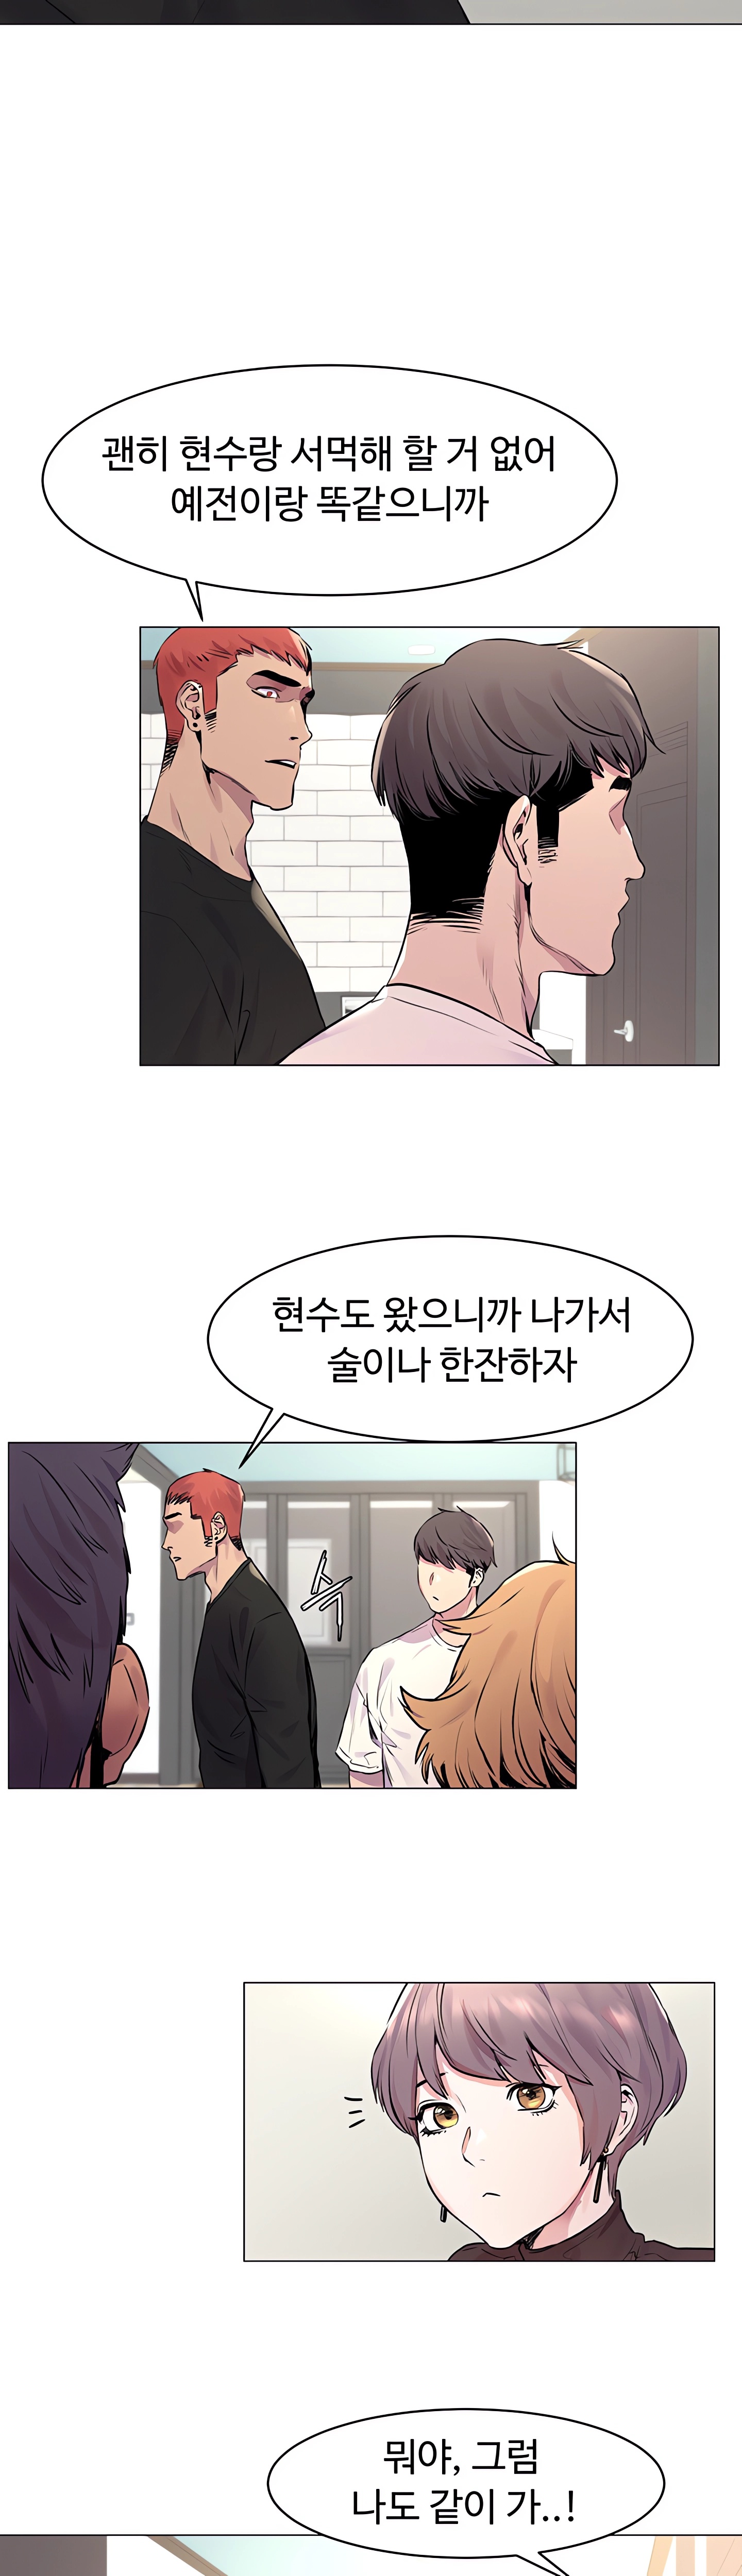 괜히 현수랑 서먹해 할 거 없어
예전이랑 똑같으니까
현수도 왔으니까 나가서
술이나 한잔하자
스윽
뭐야, 그럼
나도 같이 가..!